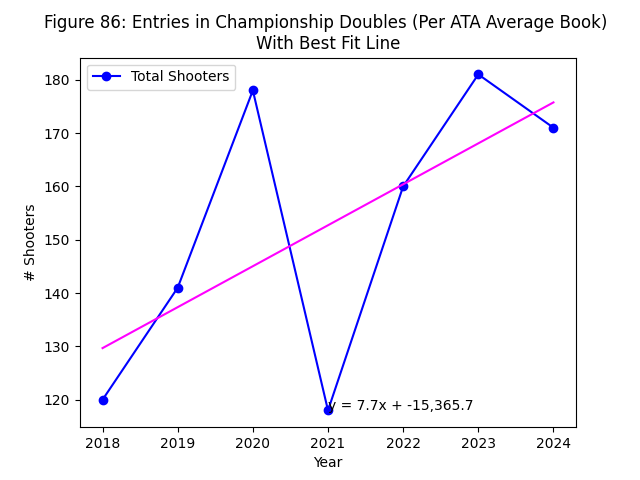 Figure 86: Entries in Championship Doubles (Per ATA Average Book)
With Best Fit Line
Total Shooters
180
170
160
150
140
130
120
# Shooters
y = 7.7x + -15,365.7
2018 2019 2020 2021 2022 2023 2024
Year